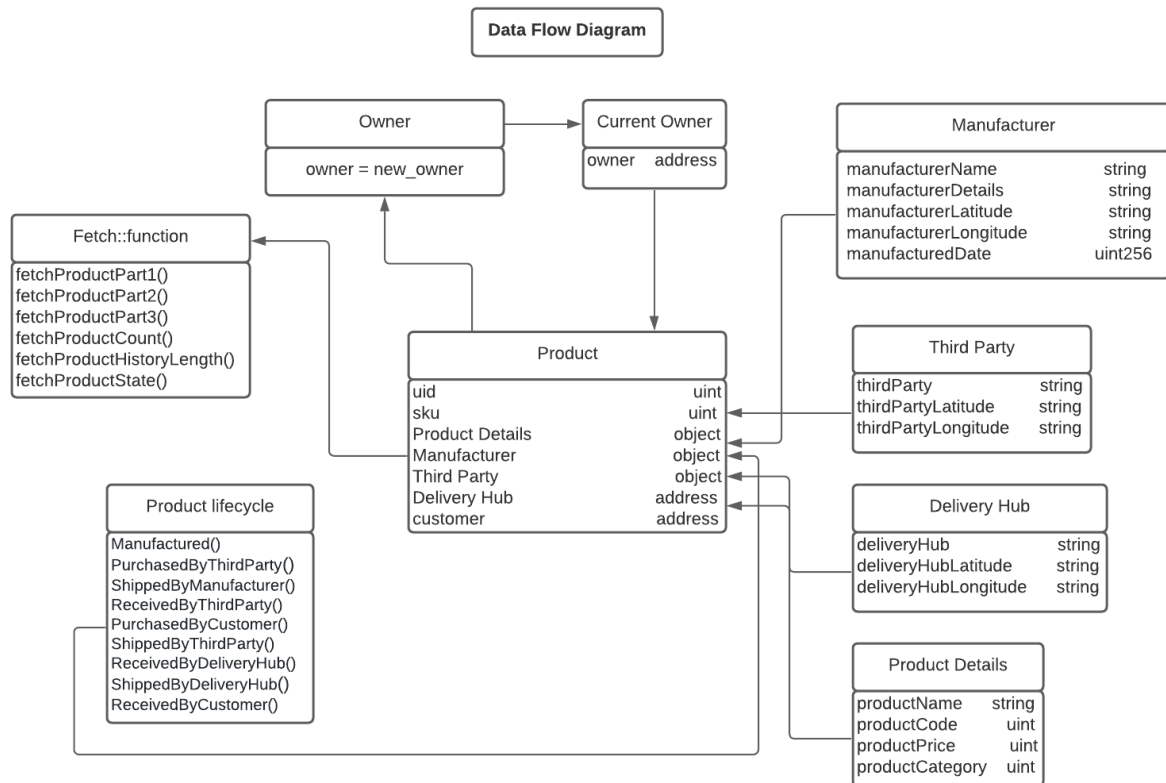 Data Flow Diagram
Owner
owner = new_owner
Current Owner
owner address
Manufacturer
manufacturerName string
manufacturerDetails string
manufacturerLatitude string
manufacturerLongitude string
manufacturedDate uint256
Fetch::function
fetchProductPart1()
fetchProductPart2()
fetchProductPart3()
fetchProductCount()
fetchProductHistoryLength()
fetchProductState()
Product
uid uint
sku uint
Product Details object
Manufacturer object
Third Party object
Delivery Hub address
customer address
Third Party
thirdParty string
thirdPartyLatitude string
thirdPartyLongitude string
Product lifecycle
Manufactured()
PurchasedByThirdParty()
ShippedByManufacturer()
ReceivedByThirdParty()
PurchasedByCustomer()
ShippedByThirdParty()
ReceivedByDeliveryHub()
ShippedByDeliveryHub()
ReceivedByCustomer()
Delivery Hub
deliveryHub string
deliveryHubLatitude string
deliveryHubLongitude string
Product Details
productName string
productCode uint
productPrice uint
productCategory uint